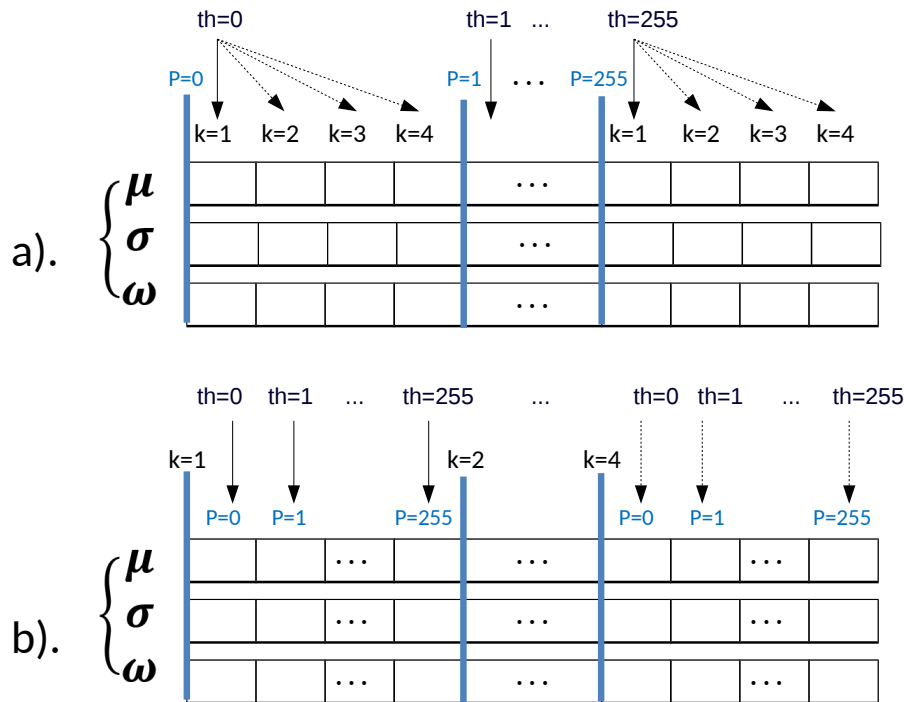 th=0 th=1 ... th=255
P=0 P=1 ... P=255
k=1 k=2 k=3 k=4 k=1 k=2 k=3 k=4
μ ...
a). σ ...
ω ...
th=0 th=1 ... th=255 ... th=0 th=1 ... th=255
k=1 k=2 k=4
P=0 P=1 P=255 P=0 P=1 P=255
μ ... ... ...
σ ... ... ...
b).
ω ... ... ...